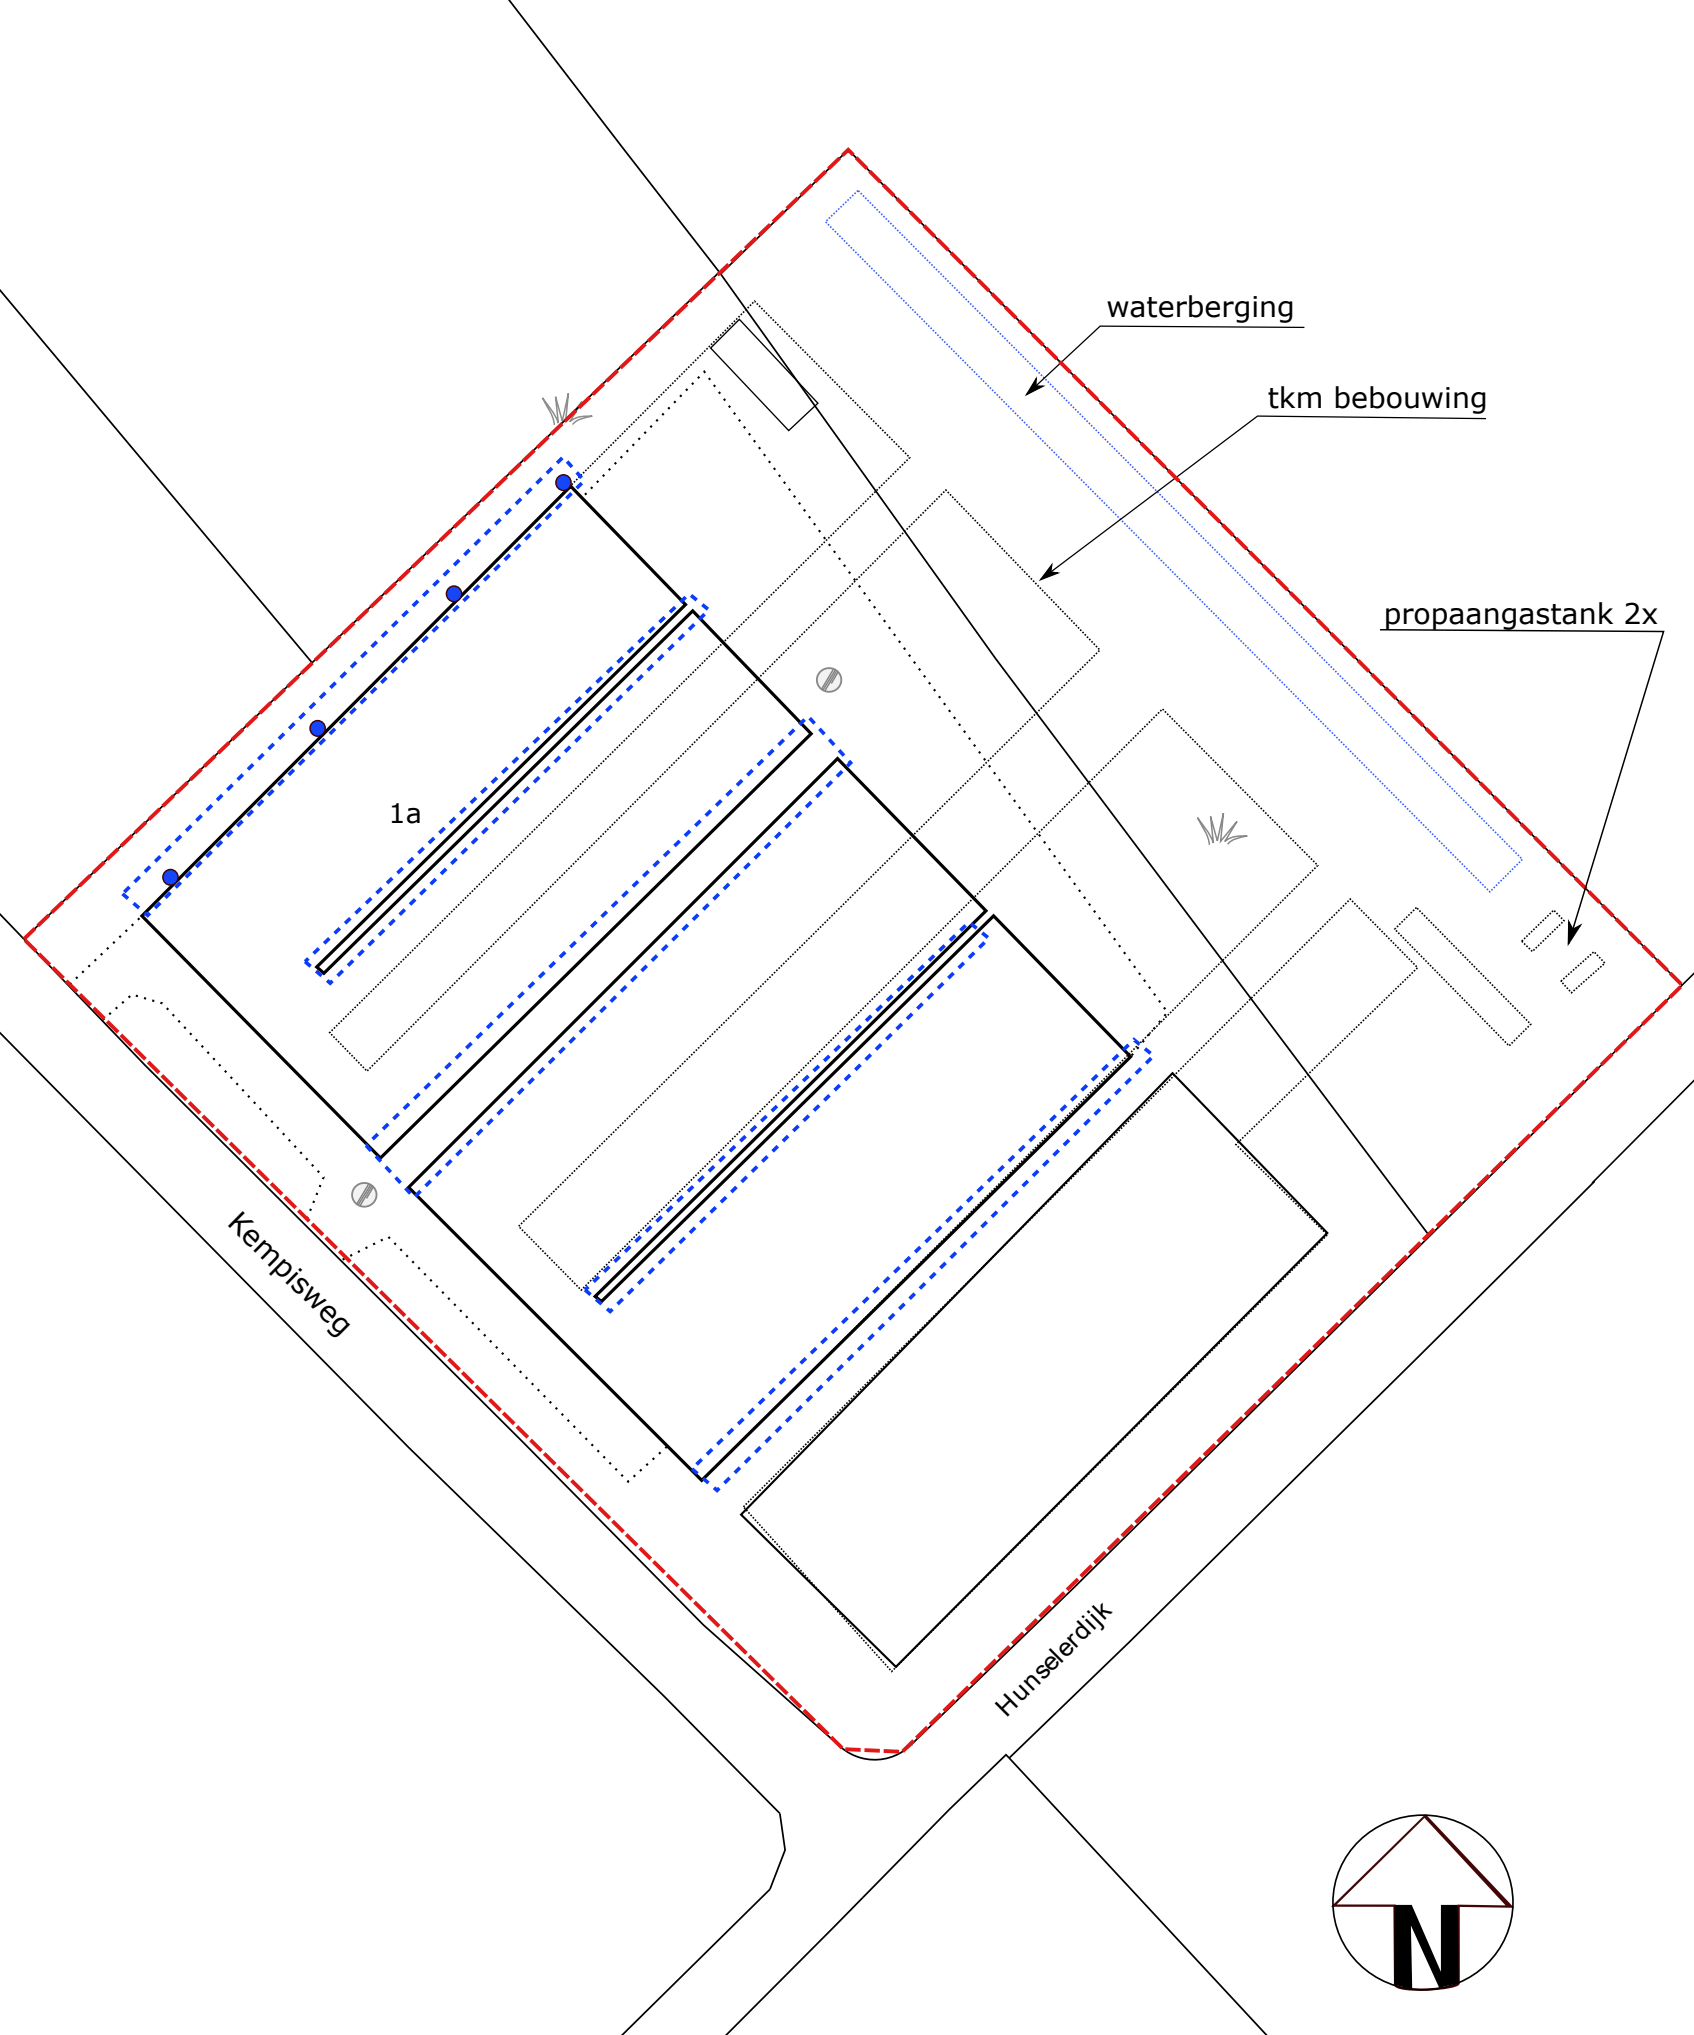 waterberging
tkm bebouwing
propaangastank 2x
1a
Kempisweg
Hunselerdijk
N